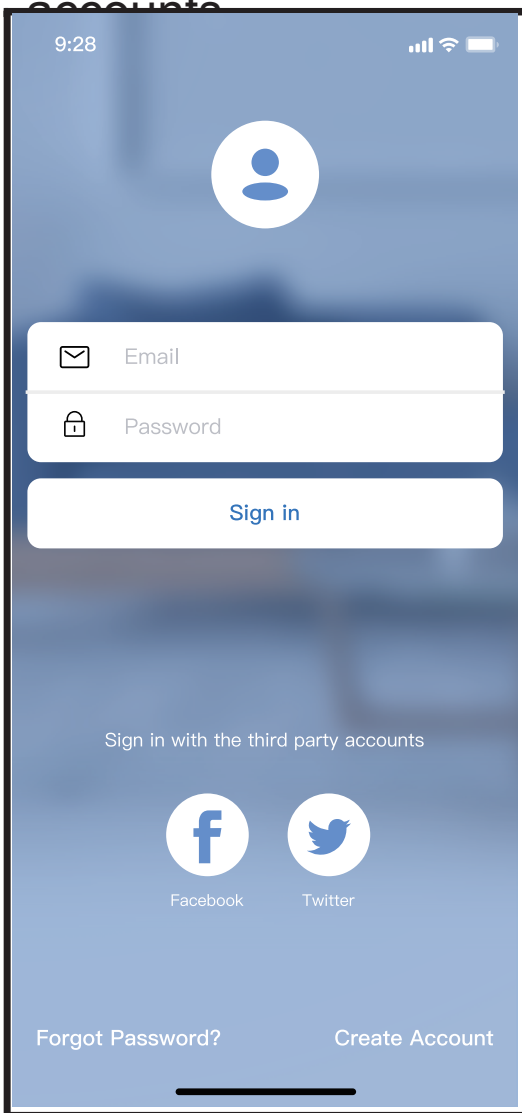 accounts
9:28
Email
Password
Sign in
Sign in with the third party accounts
Facebook Twitter
Forgot Password? Create Account